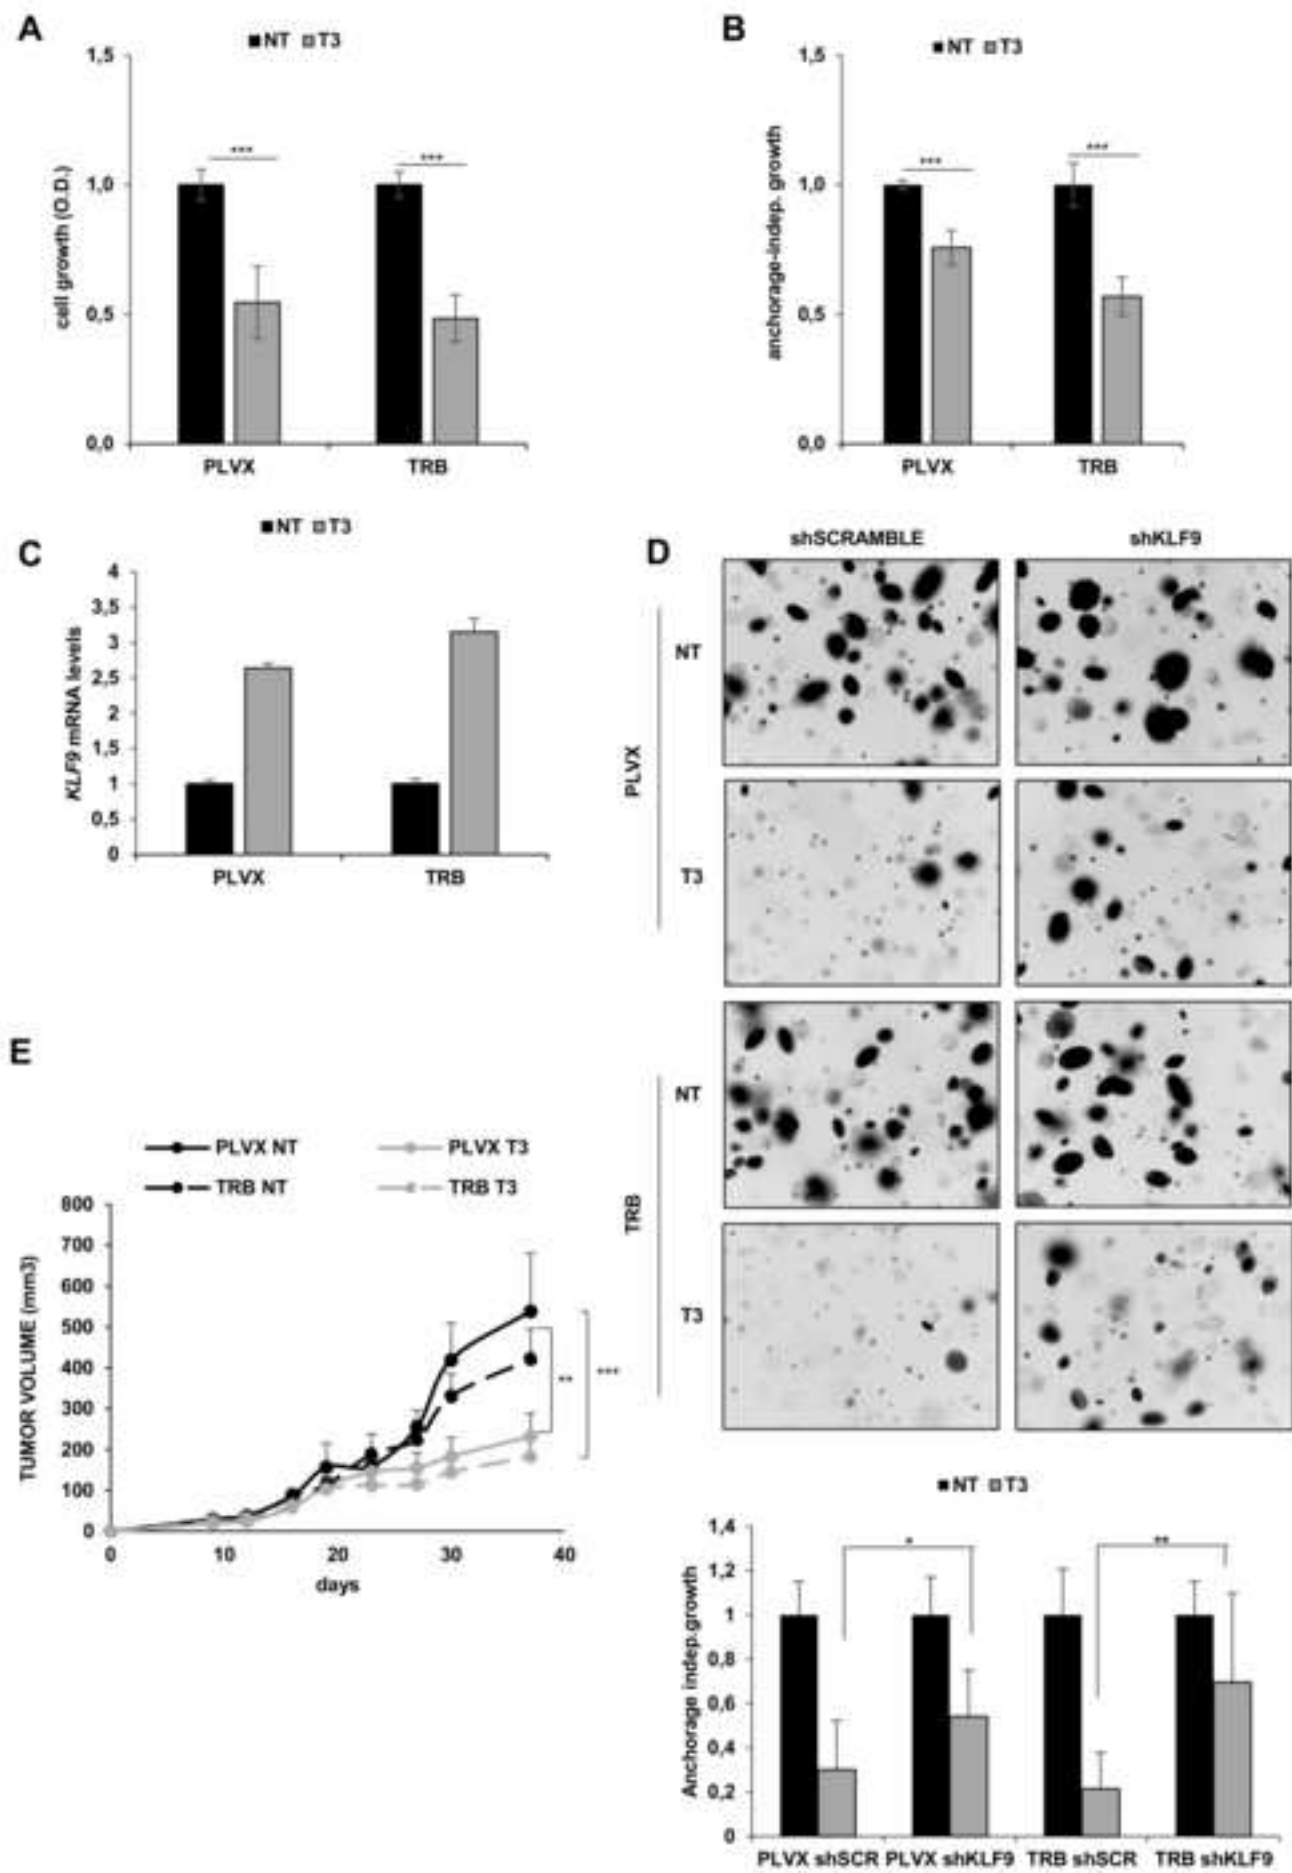 A
■NT ■T3
1,5
1,0
0,5
0,0
cell growth (O.D.)
***
***
PLVX TRB
B
■NT ■T3
1,5
1,0
0,5
0,0
anchorage-indep. growth
***
***
PLVX TRB
C
■NT ■T3
4
3,5
3
2,5
2
1,5
1
0,5
0
KLF9 mRNA levels
PLVX TRB
D
shSCRAMBLE shKLF9
PLVX
NT
T3
TRB
NT
T3
E
PLVX NT PLVX T3
TRB NT TRB T3
800
700
600
500
400
300
200
100
0
TUMOR VOLUME (mm3)
**
***
0 10 20 30 40
days
■NT ■T3
1,4
1,2
1
0,8
0,6
0,4
0,2
0
Anchorage indep.growth
*
**
PLVX shSCR PLVX shKLF9 TRB shSCR TRB shKLF9